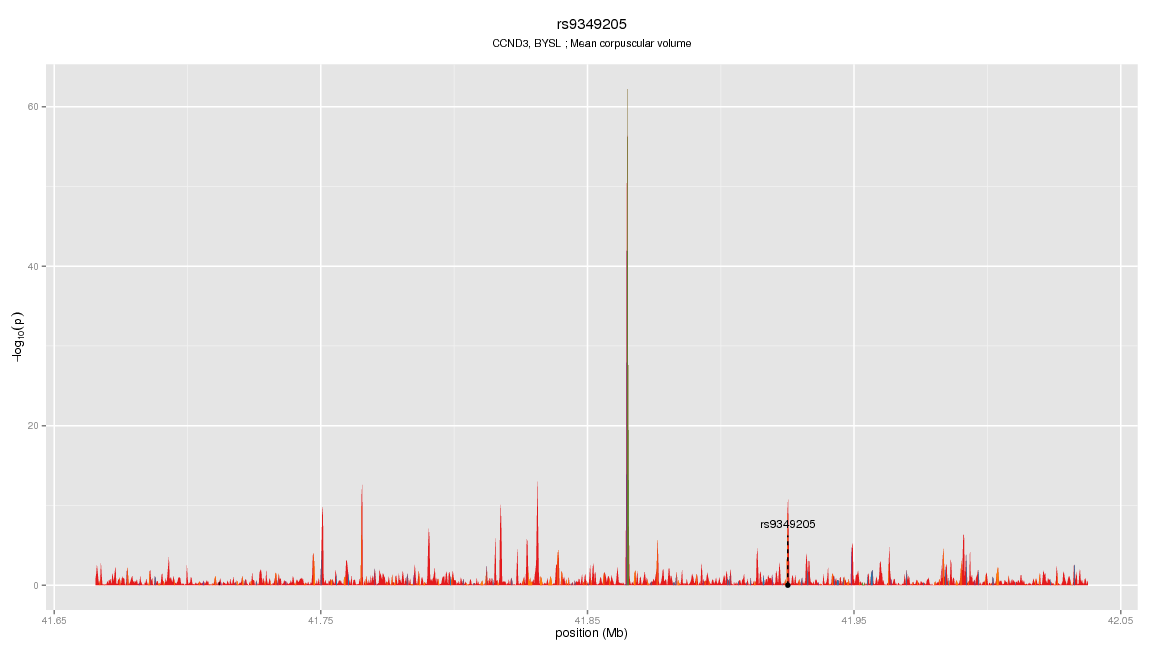 rs9349205
CCND3, BYSL ; Mean corpuscular volume
60
40
20
0
−log10(p)
rs9349205
41.65 41.75 41.85 41.95 42.05
position (Mb)